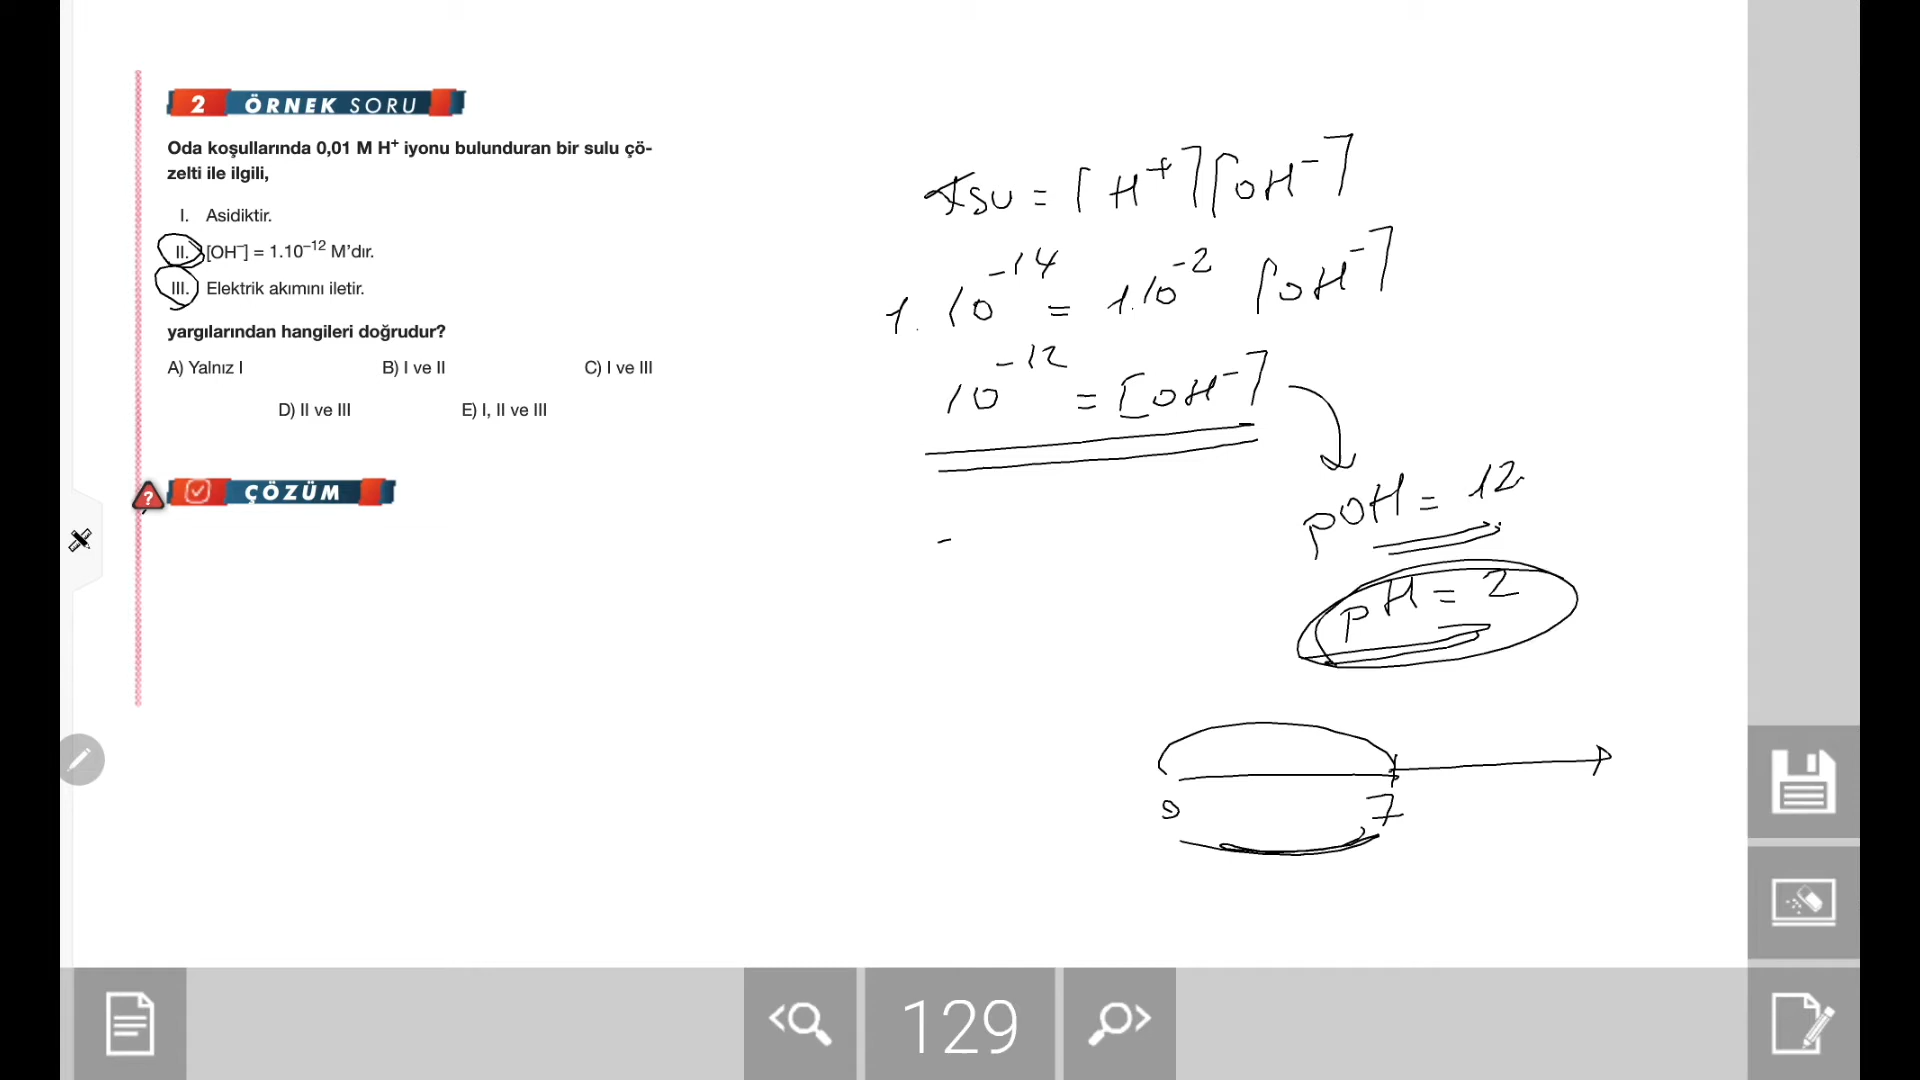 2 ÖRNEK SORU
Oda koşullarında 0,01 M H⁺ iyonu bulunduran bir sulu çö-
zelti ile ilgili,
I. Asidiktir.
II. [OH⁻] = 1.10⁻¹² M’dır.
III. Elektrik akımını iletir.
yargılarından hangileri doğrudur?
A) Yalnız I B) I ve II C) I ve III
D) II ve III E) I, II ve III
? ÇÖZÜM
Ksu = [H⁺][OH⁻]
1.10⁻¹⁴ = 1.10⁻² [OH⁻]
10⁻¹² = [OH⁻]
pOH = 12
pH = 2
0 7
129